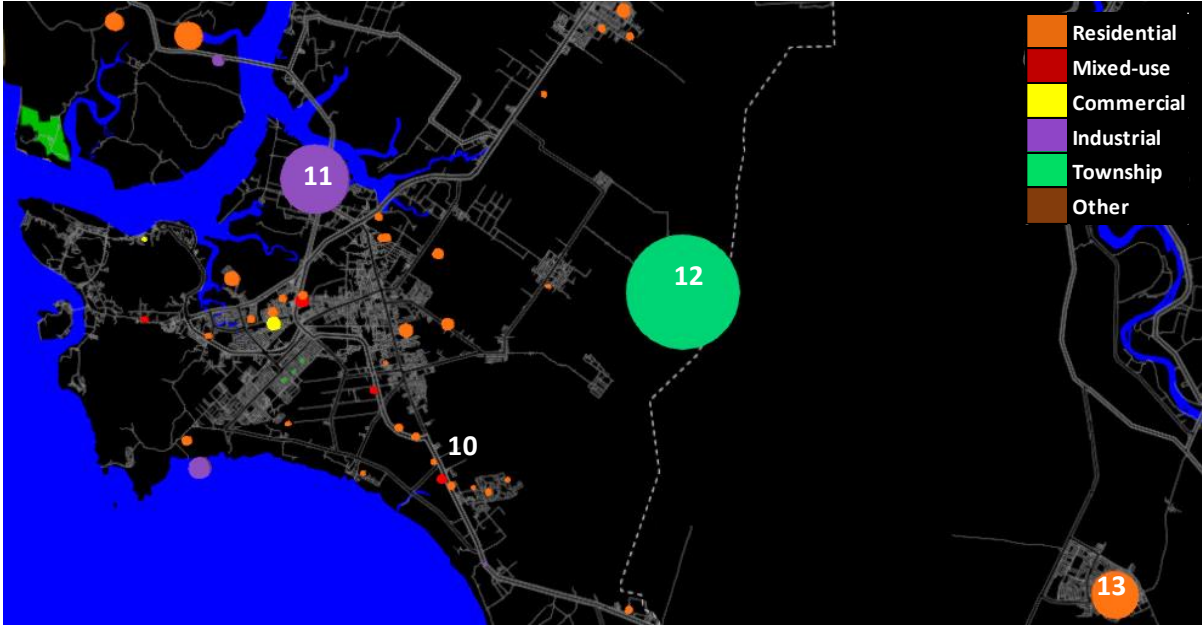 Residential
Mixed-use
Commercial
Industrial
Township
Other
11
12
10
13